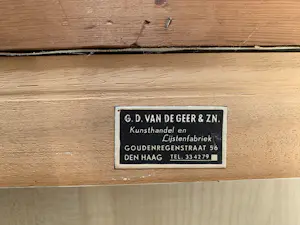 G. D. VAN DE GEER & ZN.
Kunsthandel en
Lijstenfabriek
GOUDENREGENSTRAAT 56
DEN HAAG TEL. 334279